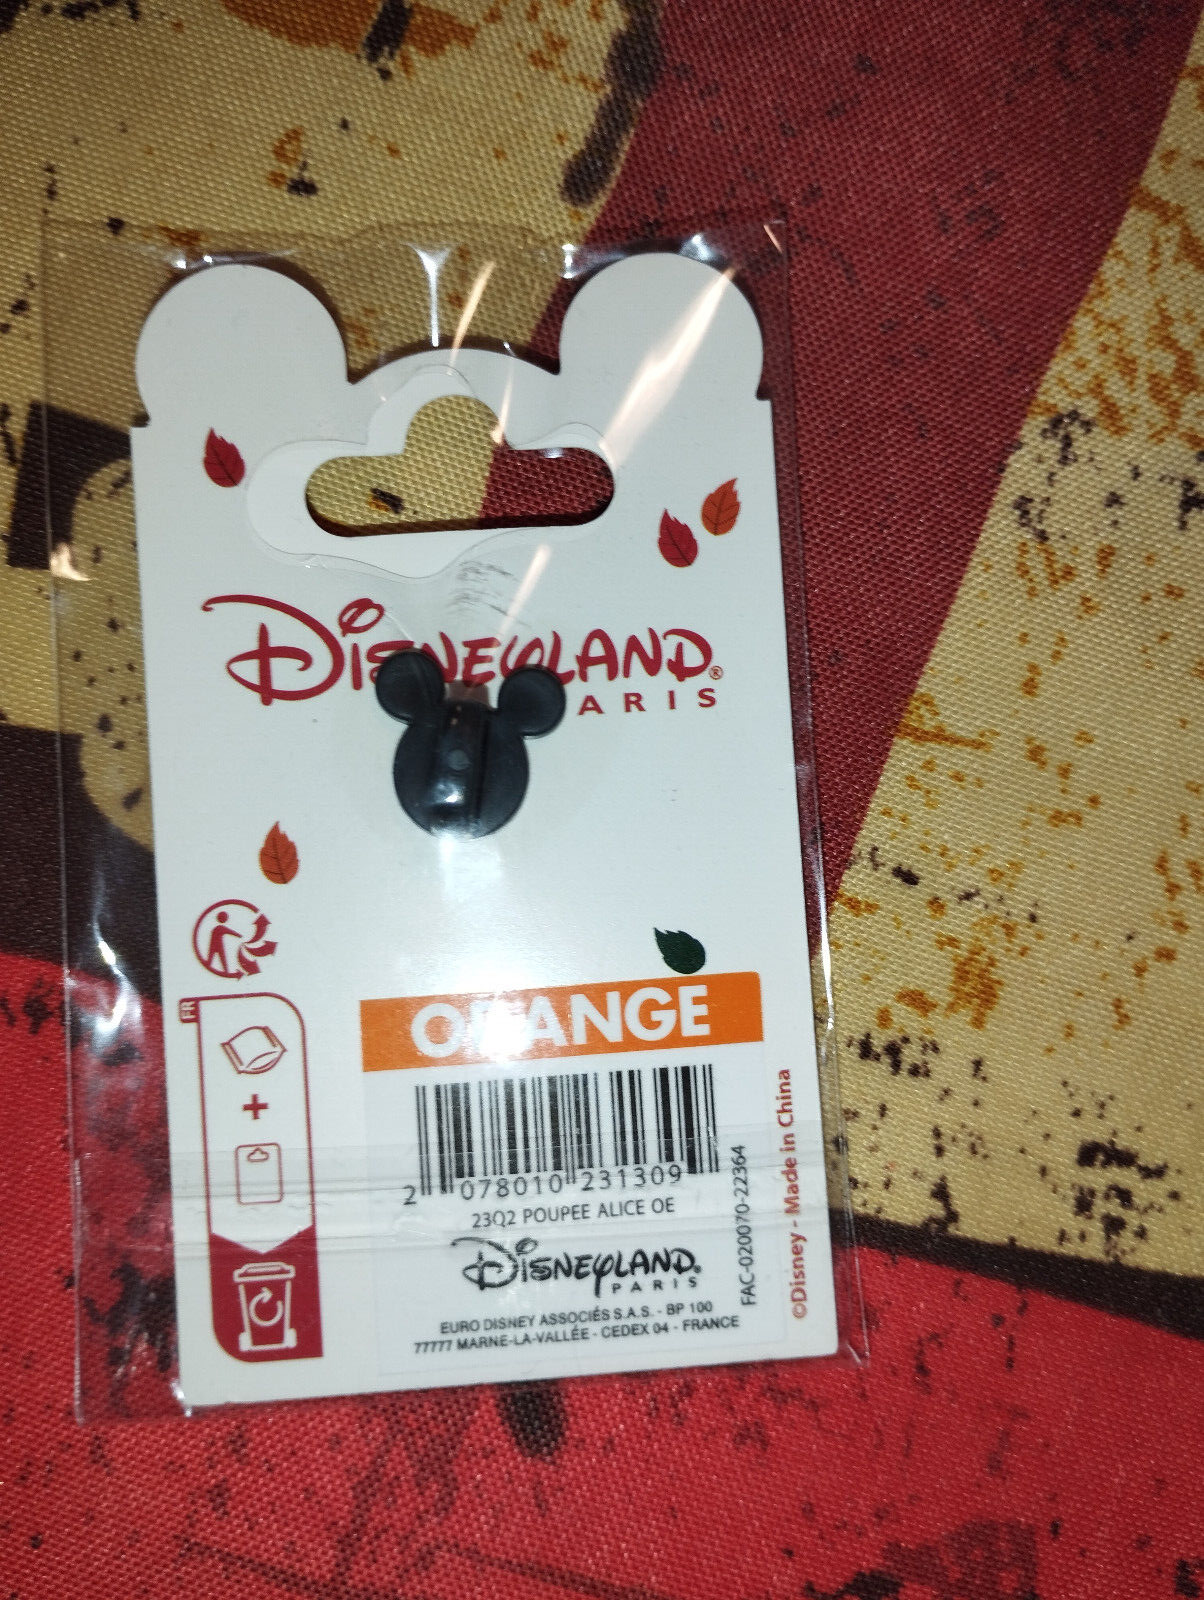 DISNEYLAND®
ARIS
FR
ORANGE
2 078010 231309
23Q2 POUPEE ALICE OE
DISNEYLAND®
PARIS
EURO DISNEY ASSOCIÉS S.A.S. - BP 100
77777 MARNE-LA-VALLÉE - CEDEX 04 - FRANCE
FAC-020070-22364
©Disney - Made in China